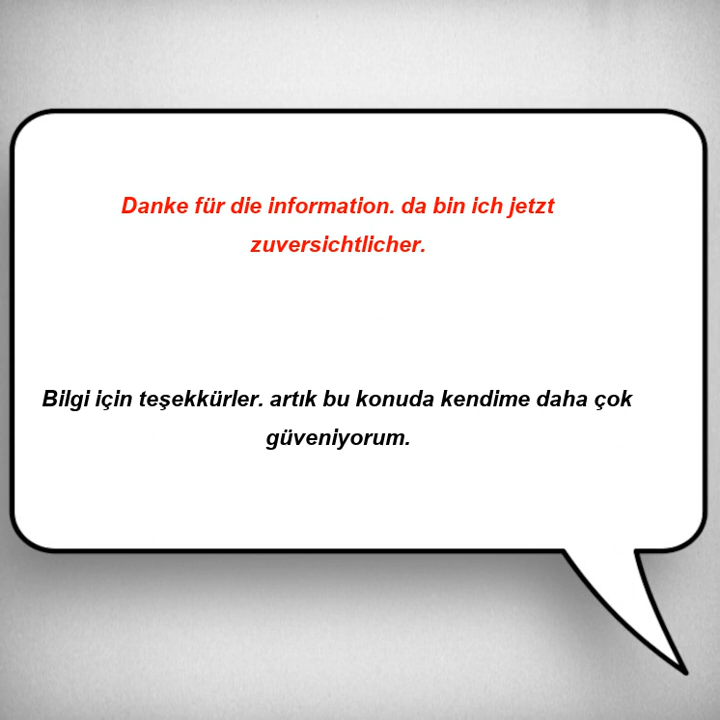 Danke für die information. da bin ich jetzt
zuversichtlicher.
Bilgi için teşekkürler. artık bu konuda kendime daha çok
güveniyorum.